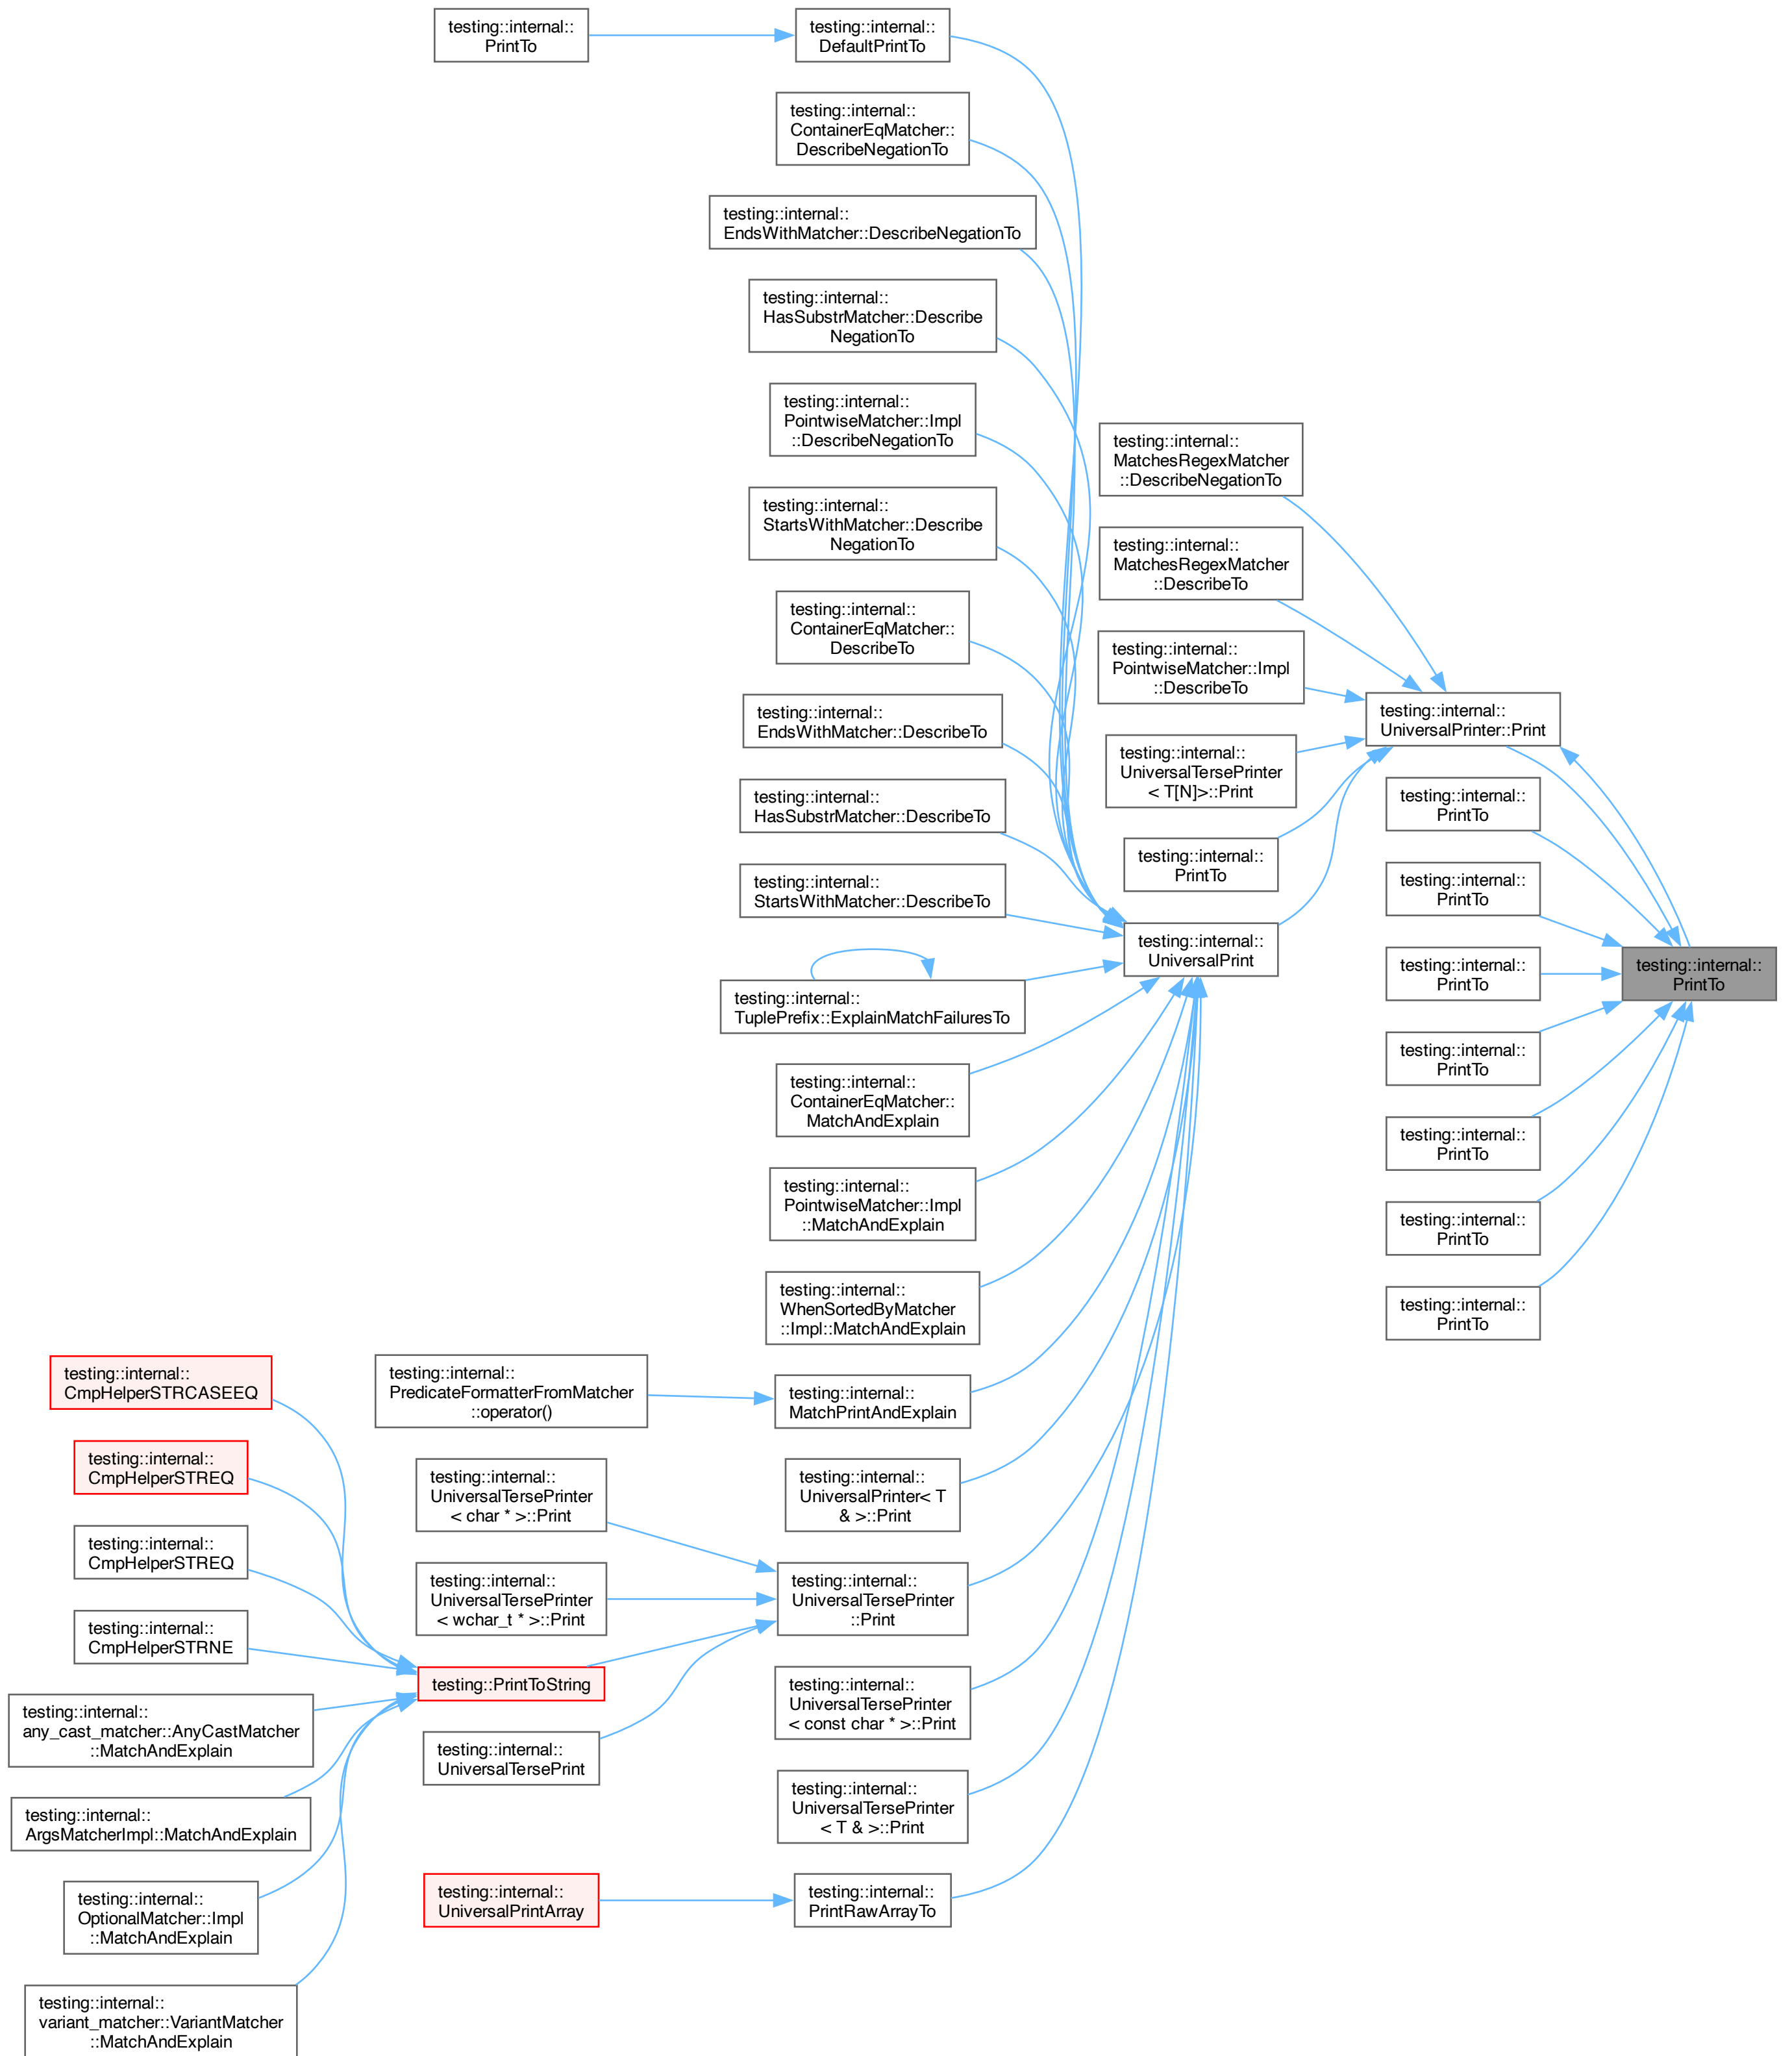 testing::internal::
PrintTo
testing::internal::
DefaultPrintTo
testing::internal::
ContainerEqMatcher::
DescribeNegationTo
testing::internal::
EndsWithMatcher::DescribeNegationTo
testing::internal::
HasSubstrMatcher::Describe
NegationTo
testing::internal::
PointwiseMatcher::Impl
::DescribeNegationTo
testing::internal::
StartsWithMatcher::Describe
NegationTo
testing::internal::
ContainerEqMatcher::
DescribeTo
testing::internal::
EndsWithMatcher::DescribeTo
testing::internal::
HasSubstrMatcher::DescribeTo
testing::internal::
StartsWithMatcher::DescribeTo
testing::internal::
TuplePrefix::ExplainMatchFailuresTo
testing::internal::
ContainerEqMatcher::
MatchAndExplain
testing::internal::
PointwiseMatcher::Impl
::MatchAndExplain
testing::internal::
WhenSortedByMatcher
::Impl::MatchAndExplain
testing::internal::
MatchPrintAndExplain
testing::internal::
PredicateFormatterFromMatcher
::operator()
testing::internal::
UniversalPrinter< T
& >::Print
testing::internal::
UniversalTersePrinter
::Print
testing::internal::
UniversalTersePrinter
< char * >::Print
testing::internal::
UniversalTersePrinter
< wchar_t * >::Print
testing::PrintToString
testing::internal::
UniversalTersePrint
testing::internal::
UniversalTersePrinter
< const char * >::Print
testing::internal::
UniversalTersePrinter
< T & >::Print
testing::internal::
PrintRawArrayTo
testing::internal::
UniversalPrintArray
testing::internal::
CmpHelperSTRCASEEQ
testing::internal::
CmpHelperSTREQ
testing::internal::
CmpHelperSTREQ
testing::internal::
CmpHelperSTRNE
testing::internal::
any_cast_matcher::AnyCastMatcher
::MatchAndExplain
testing::internal::
ArgsMatcherImpl::MatchAndExplain
testing::internal::
OptionalMatcher::Impl
::MatchAndExplain
testing::internal::
variant_matcher::VariantMatcher
::MatchAndExplain
testing::internal::
MatchesRegexMatcher
::DescribeNegationTo
testing::internal::
MatchesRegexMatcher
::DescribeTo
testing::internal::
PointwiseMatcher::Impl
::DescribeTo
testing::internal::
UniversalTersePrinter
< T[N]>::Print
testing::internal::
PrintTo
testing::internal::
UniversalPrint
testing::internal::
UniversalPrinter::Print
testing::internal::
PrintTo
testing::internal::
PrintTo
testing::internal::
PrintTo
testing::internal::
PrintTo
testing::internal::
PrintTo
testing::internal::
PrintTo
testing::internal::
PrintTo
testing::internal::
PrintTo